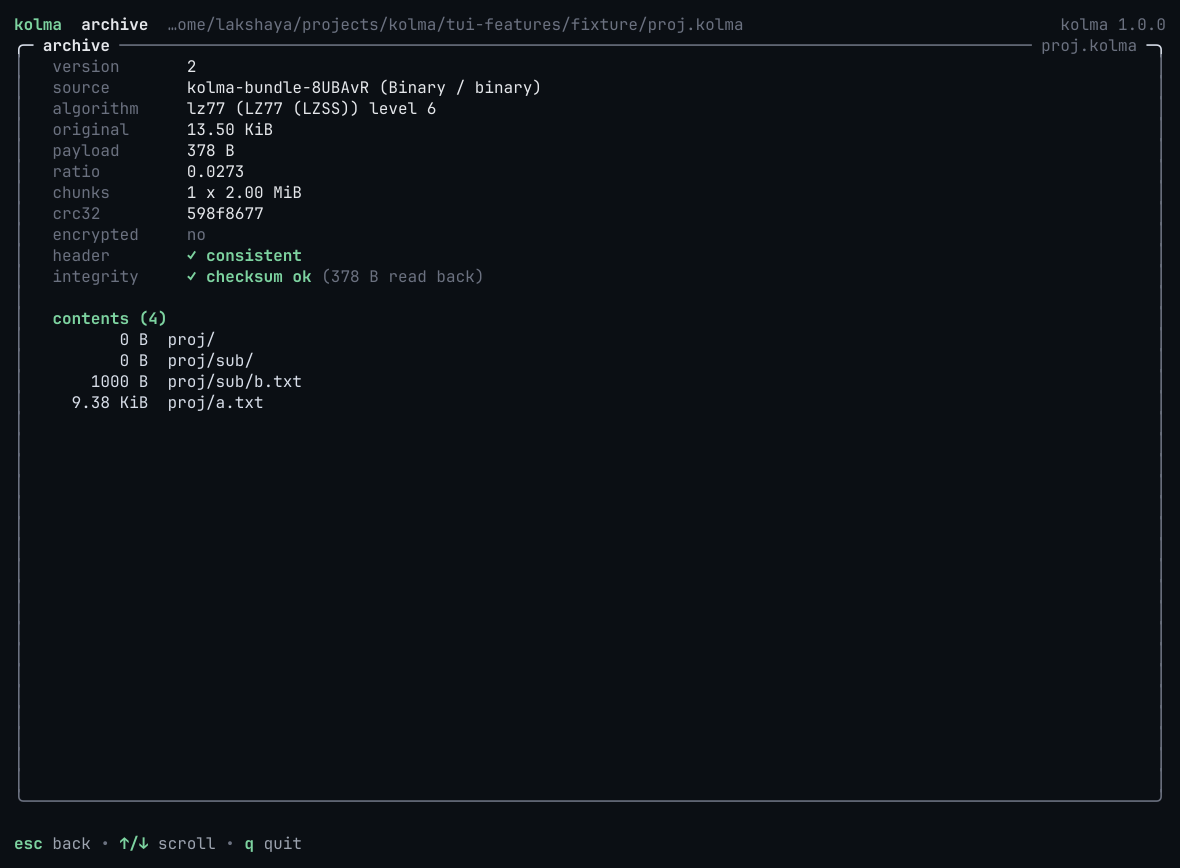 kolma archive …ome/lakshaya/projects/kolma/tui-features/fixture/proj.kolma kolma 1.0.0
archive proj.kolma
version 2
source kolma-bundle-8UBAvR (Binary / binary)
algorithm lz77 (LZ77 (LZSS)) level 6
original 13.50 KiB
payload 378 B
ratio 0.0273
chunks 1 x 2.00 MiB
crc32 598f8677
encrypted no
header ✓ consistent
integrity ✓ checksum ok (378 B read back)
contents (4)
0 B proj/
0 B proj/sub/
1000 B proj/sub/b.txt
9.38 KiB proj/a.txt
esc back • ↑/↓ scroll • q quit